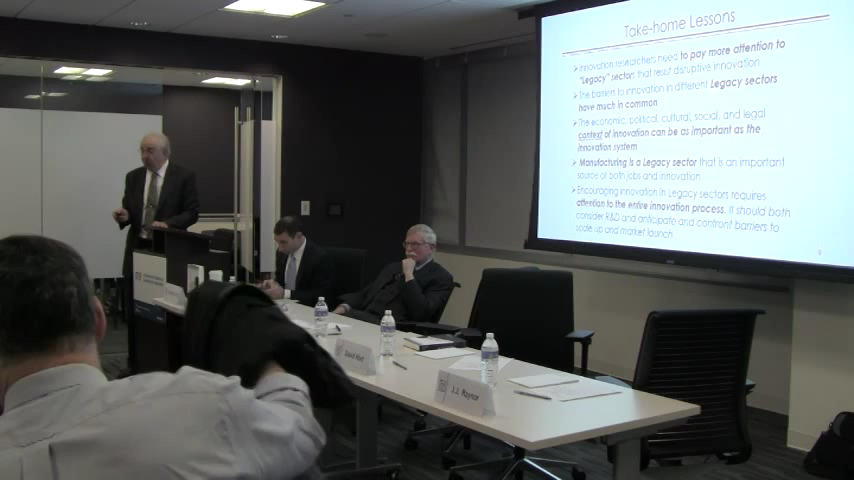 Take-home Lessons
➢ Innovation researchers need to pay more attention to
"Legacy" sectors that resist disruptive innovation
➢ The barriers to innovation in different Legacy sectors
have much in common
➢ The economic, political, cultural, social, and legal
context of innovation can be as important as the
innovation system
➢ Manufacturing is a Legacy sector that is an important
source of both jobs and innovation
➢ Encouraging innovation in Legacy sectors requires
attention to the entire innovation process. It should both
consider R&D and anticipate and confront barriers to
scale up and market launch
David Hart
J.J. Raynor